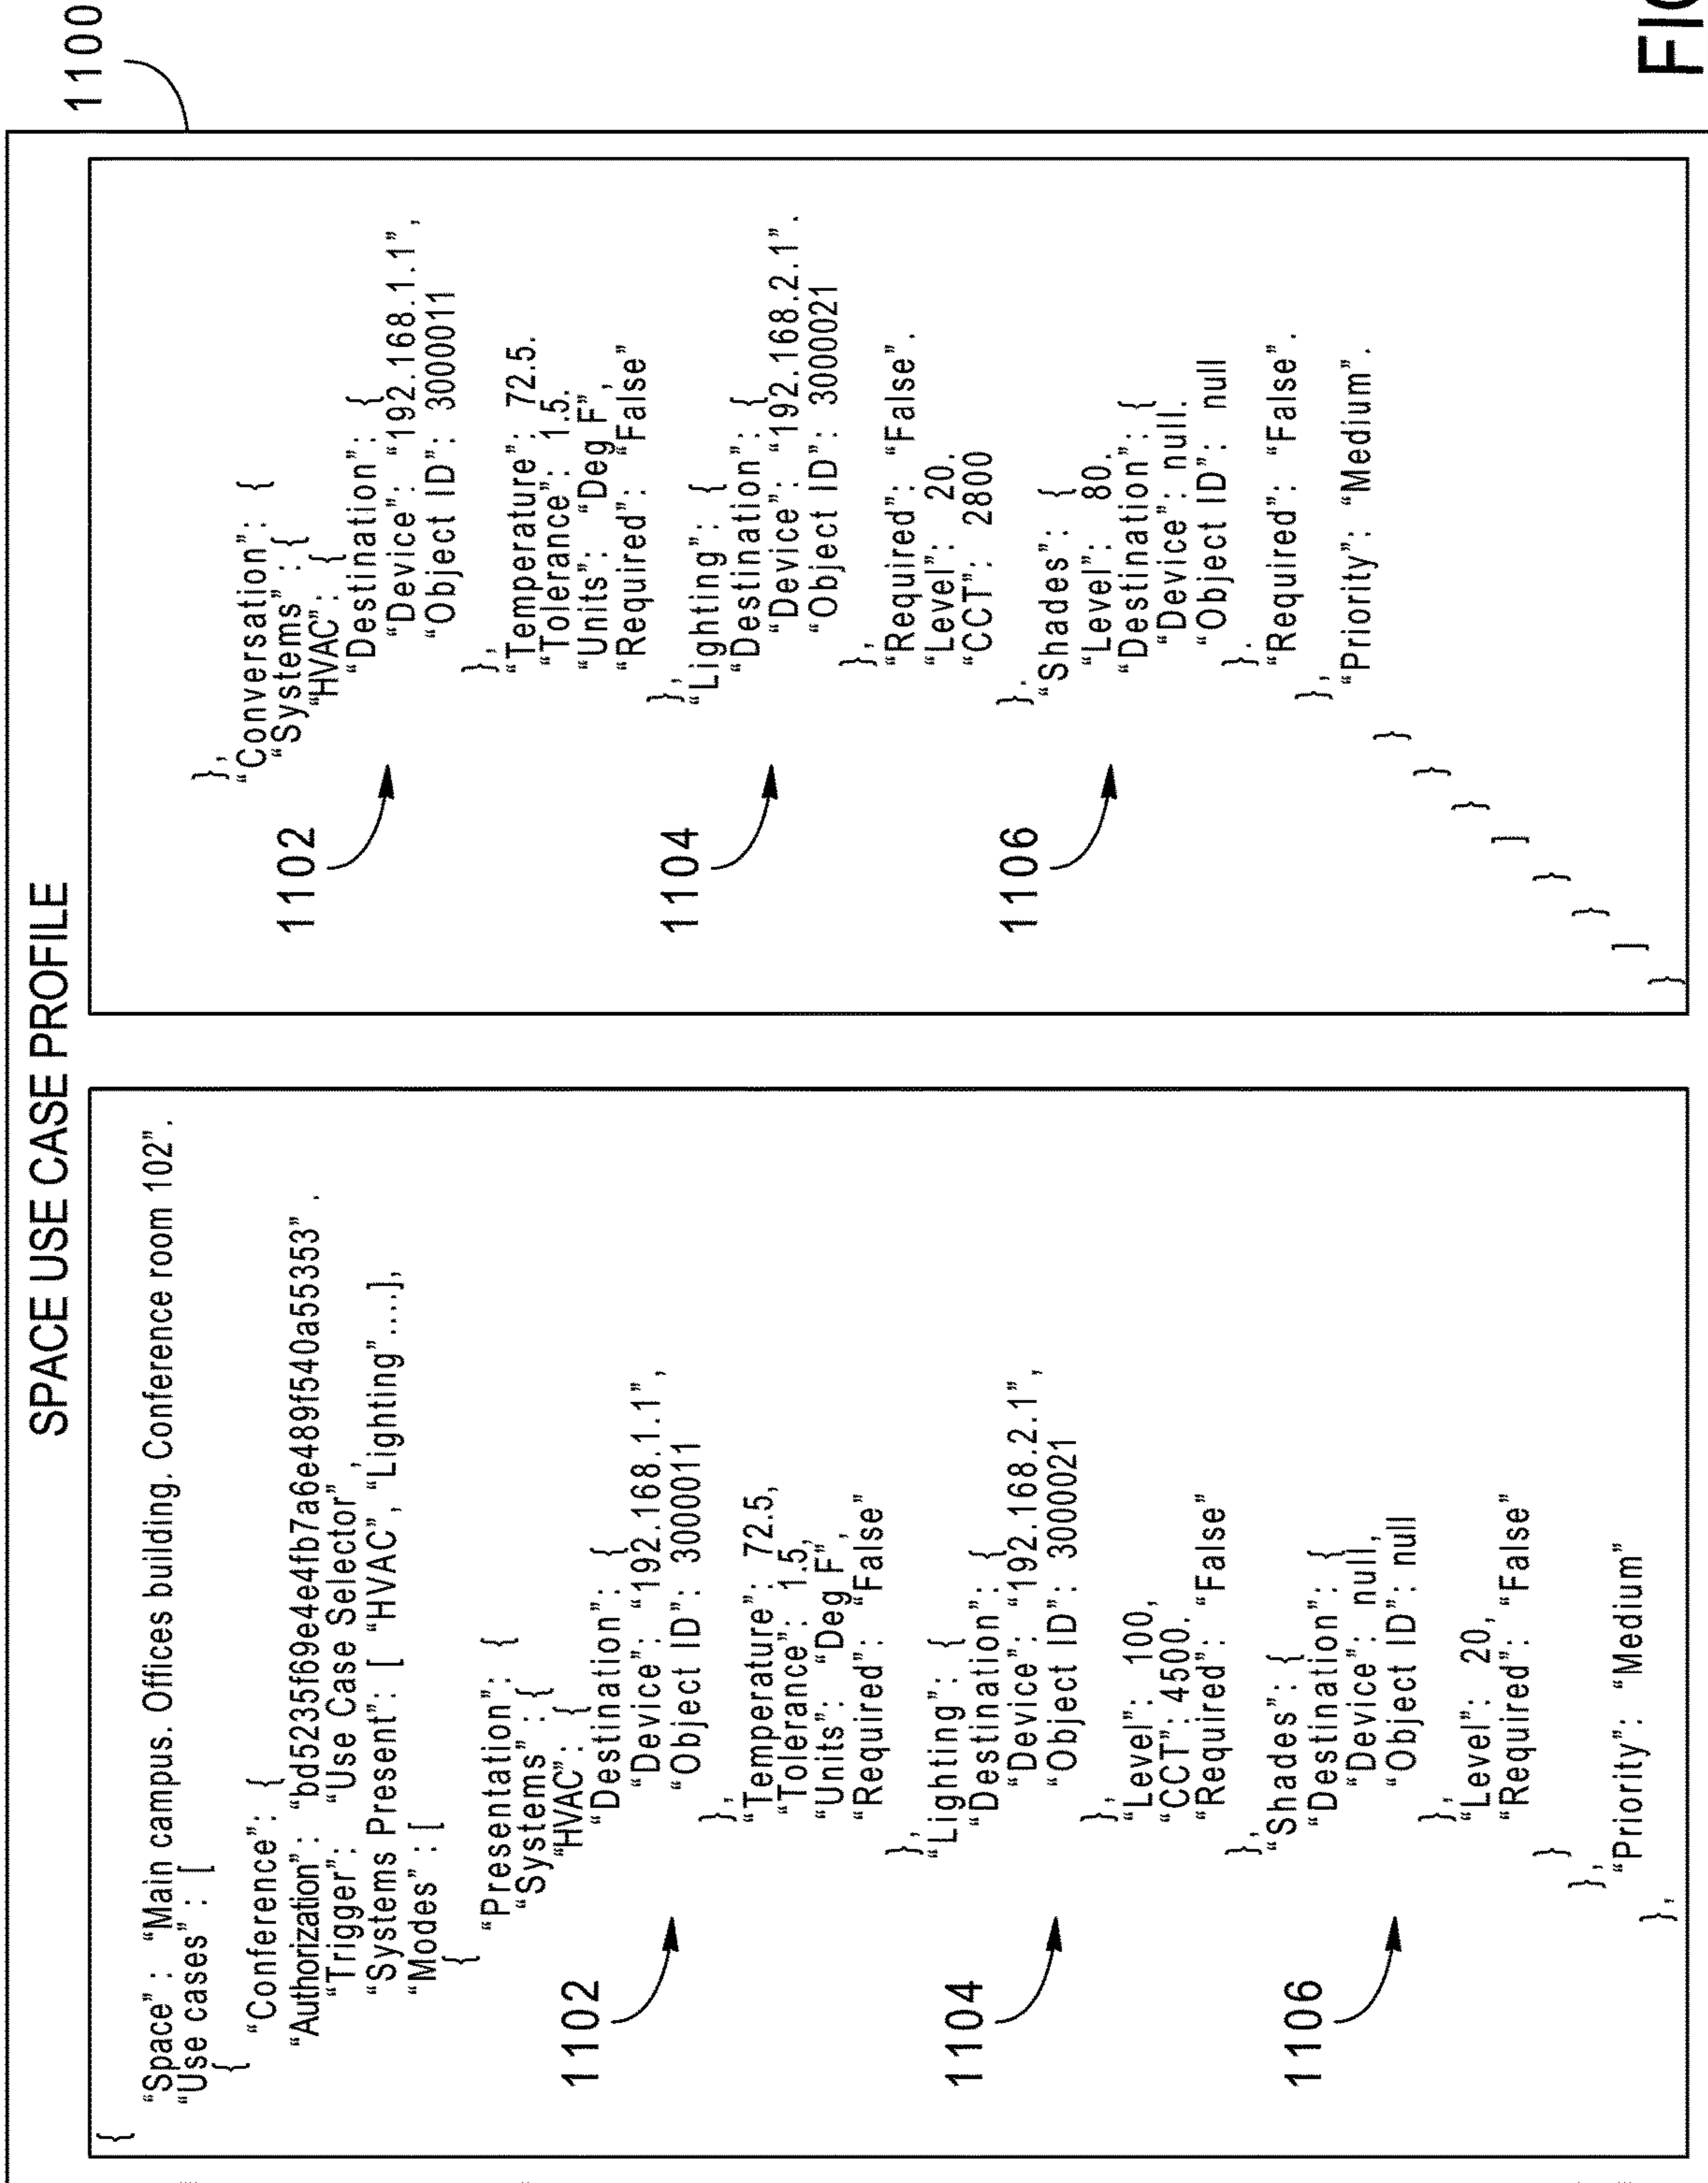 SPACE USE CASE PROFILE
1100
{
“Space”: “Main campus. Offices building. Conference room 102”.
“Use cases”: [
{
“Conference”: {
“Authorization”: “bd5235f69e4e4fb7a6e489f540a55353”.
“Trigger”: “Use Case Selector”,
“Systems Present”: [ “HVAC”, “Lighting”....],
“Modes”: [
{
“Presentation”: {
“Systems”: {
“HVAC”: {
1102
“Destination”: {
“Device”: “192.168.1.1”,
“Object ID”: 3000011
},
“Temperature”: 72.5,
“Tolerance”: 1.5,
“Units”: “Deg F”,
“Required”: “False”
},
“Lighting”: {
1104
“Destination”: {
“Device”: “192.168.2.1”,
“Object ID”: 3000021
},
“Level”: 100,
“CCT”: 4500.
“Required”: “False”
},
“Shades”: {
1106
“Destination”: {
“Device”: null,
“Object ID”: null
},
“Level”: 20,
“Required”: “False”
}
},
“Priority”: “Medium”
},
},
“Conversation”: {
“Systems”: {
“HVAC”: {
1102
“Destination”: {
“Device”: “192.168.1.1”,
“Object ID”: 3000011
},
“Temperature”: 72.5.
“Tolerance”: 1.5.
“Units”: “Deg F”,
“Required”: “False”
},
“Lighting”: {
1104
“Destination”: {
“Device”: “192.168.2.1”.
“Object ID”: 3000021
},
“Required”: “False”.
“Level”: 20.
“CCT”: 2800
}.
“Shades”: {
1106
“Level”: 80.
“Destination”: {
“Device”: null.
“Object ID”: null
}.
“Required”: “False”.
},
“Priority”: “Medium”.
}
}
}
]
}
}
]
}